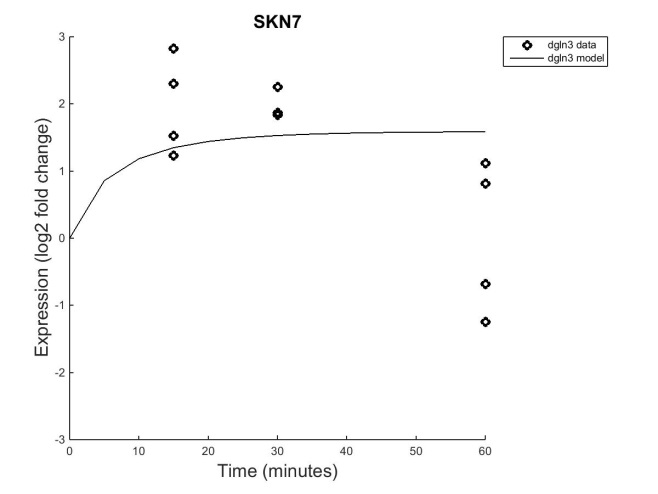 SKN7
dgln3 data
dgln3 model
Expression (log2 fold change)
3
2
1
0
-1
-2
-3
0 10 20 30 40 50 60
Time (minutes)